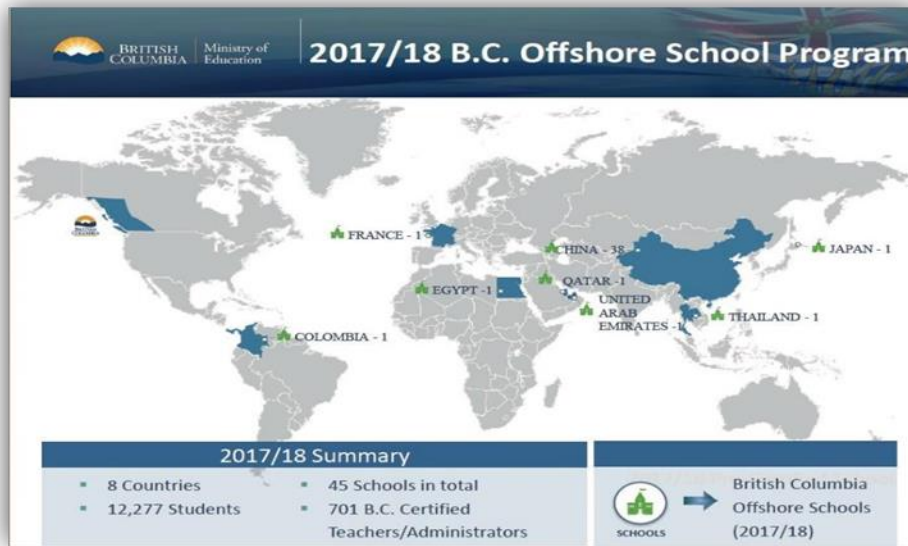 BRITISH
COLUMBIA
Ministry of
Education
2017/18 B.C. Offshore School Program
FRANCE - 1
CHINA - 38
JAPAN - 1
EGYPT -1
QATAR -1
UNITED
ARAB
EMIRATES -1
THAILAND - 1
COLOMBIA - 1
2017/18 Summary
8 Countries
12,277 Students
45 Schools in total
701 B.C. Certified
Teachers/Administrators
SCHOOLS
British Columbia
Offshore Schools
(2017/18)